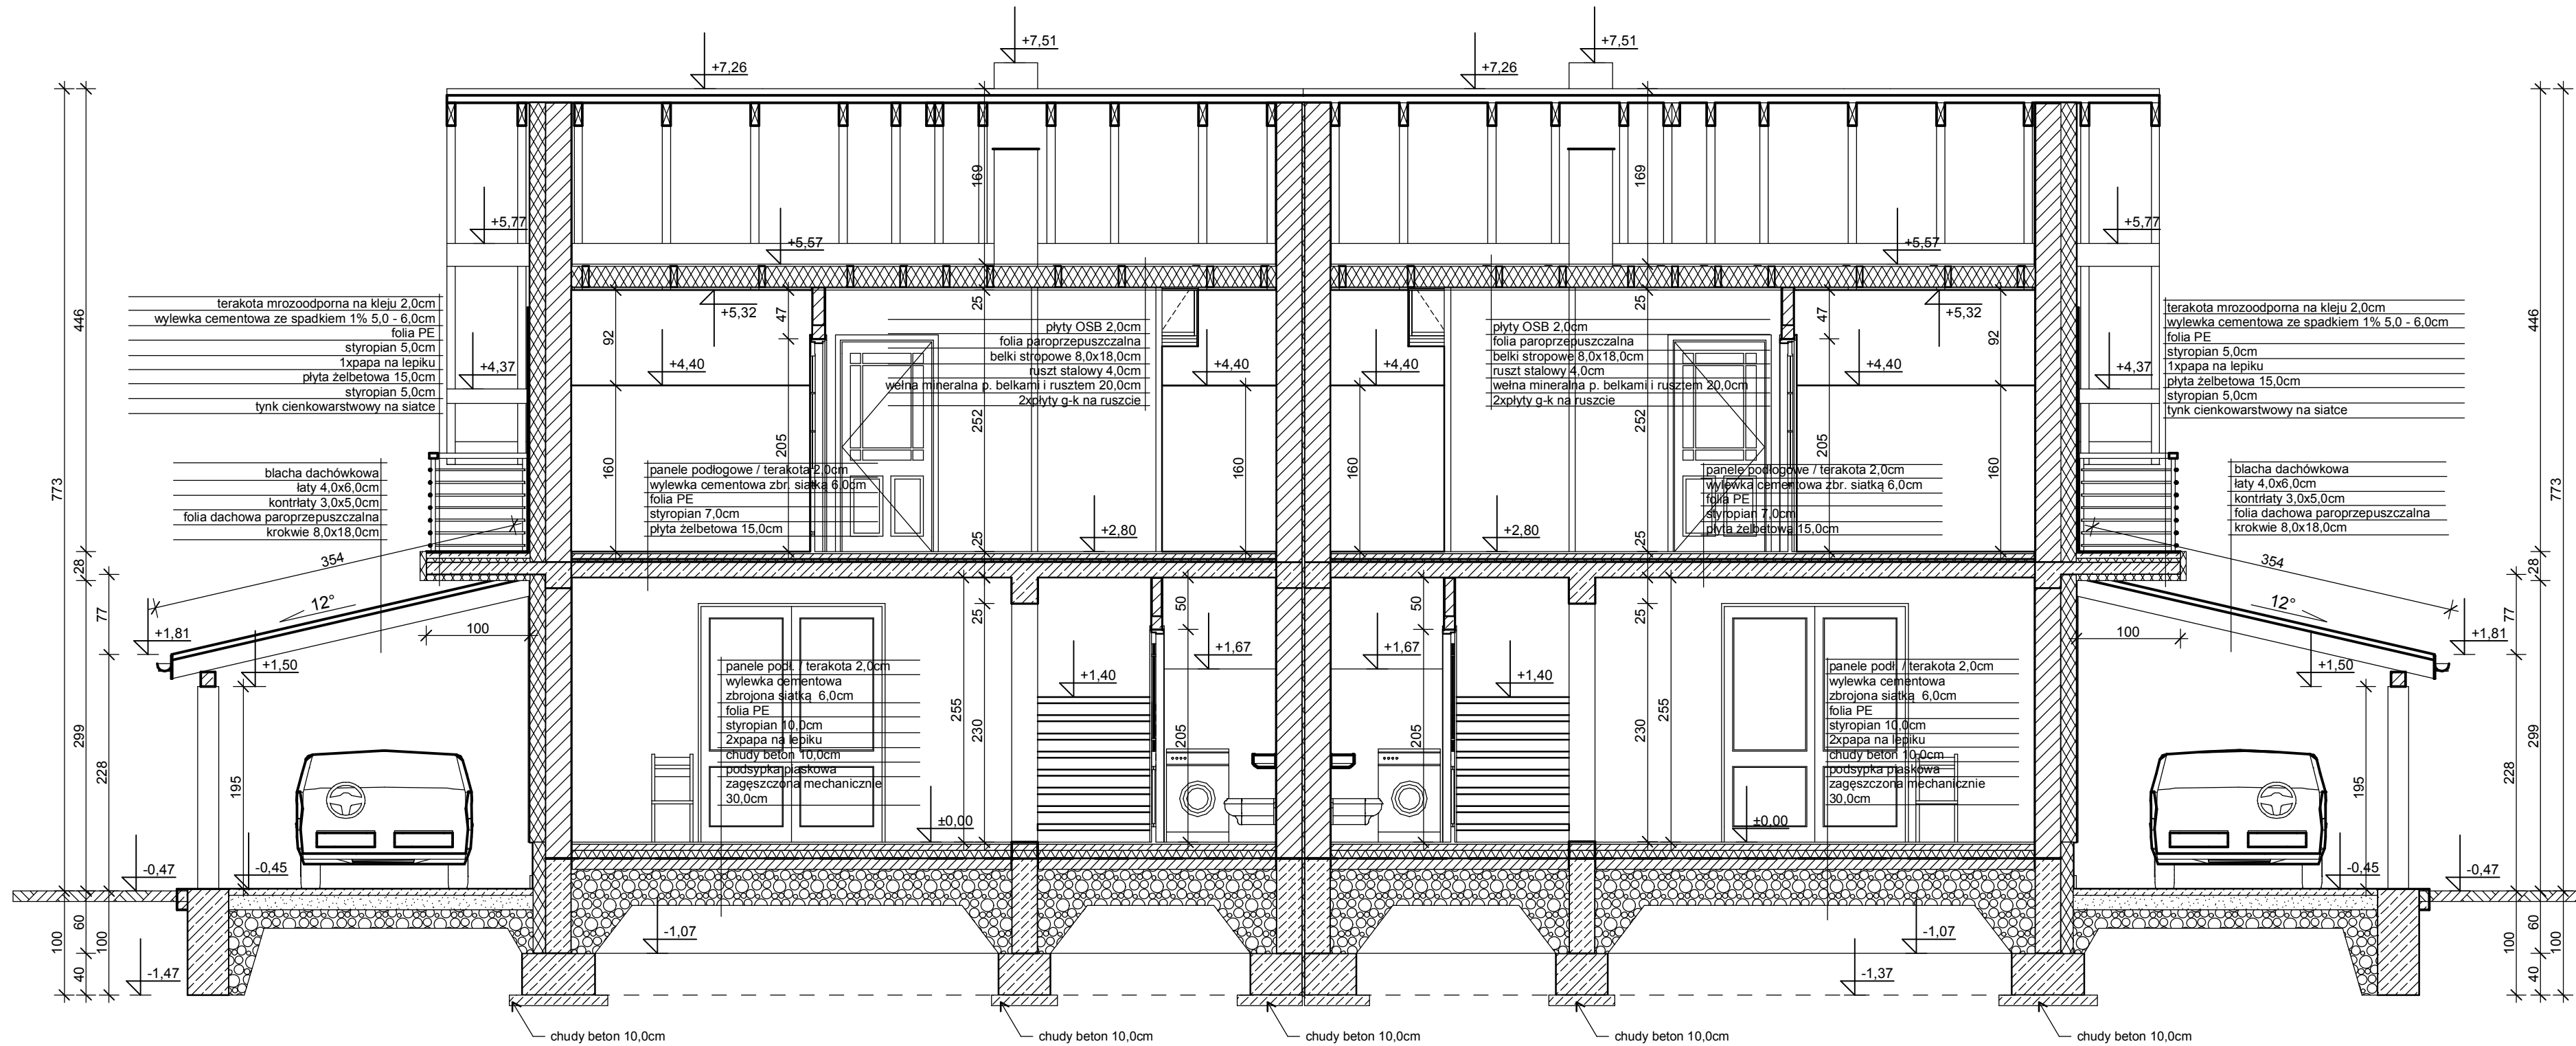 +7,51
+7,51
+7,26
+7,26
169
169
+5,77
+5,57
+5,57
+5,77
446
446
773
773
terakota mrozoodporna na kleju 2,0cm
wylewka cementowa ze spadkiem 1% 5,0 - 6,0cm
folia PE
styropian 5,0cm
1xpapa na lepiku
płyta żelbetowa 15,0cm
styropian 5,0cm
tynk cienkowarstwowy na siatce
+4,37
92
+5,32
47
25
+4,40
160
205
252
płyty OSB 2,0cm
folia paroprzepuszczalna
belki stropowe 8,0x18,0cm
ruszt stalowy 4,0cm
wełna mineralna p. belkami i rusztem 20,0cm
2xpłyty g-k na ruszcie
+4,40
160
+4,40
160
25
252
płyty OSB 2,0cm
folia paroprzepuszczalna
belki stropowe 8,0x18,0cm
ruszt stalowy 4,0cm
wełna mineralna p. belkami i rusztem 20,0cm
2xpłyty g-k na ruszcie
47
205
+5,32
92
+4,40
160
+4,37
terakota mrozoodporna na kleju 2,0cm
wylewka cementowa ze spadkiem 1% 5,0 - 6,0cm
folia PE
styropian 5,0cm
1xpapa na lepiku
płyta żelbetowa 15,0cm
styropian 5,0cm
tynk cienkowarstwowy na siatce
blacha dachówkowa
łaty 4,0x6,0cm
kontrłaty 3,0x5,0cm
folia dachowa paroprzepuszczalna
krokwie 8,0x18,0cm
panele podłogowe / terakota 2,0cm
wylewka cementowa zbr. siatką 6,0cm
folia PE
styropian 7,0cm
płyta żelbetowa 15,0cm
+2,80
25
+2,80
25
panele podłogowe / terakota 2,0cm
wylewka cementowa zbr. siatką 6,0cm
folia PE
styropian 7,0cm
płyta żelbetowa 15,0cm
blacha dachówkowa
łaty 4,0x6,0cm
kontrłaty 3,0x5,0cm
folia dachowa paroprzepuszczalna
krokwie 8,0x18,0cm
28
354
12°
77
100
+1,81
+1,50
25
50
+1,67
+1,40
50
+1,67
+1,40
25
28
354
12°
77
100
+1,81
+1,50
299
228
195
panele podł. / terakota 2,0cm
wylewka cementowa
zbrojona siatką 6,0cm
folia PE
styropian 10,0cm
2xpapa na lepiku
chudy beton 10,0cm
podsypka piaskowa
zagęszczona mechanicznie
30,0cm
255
230
205
205
230
255
panele podł. / terakota 2,0cm
wylewka cementowa
zbrojona siatką 6,0cm
folia PE
styropian 10,0cm
2xpapa na lepiku
chudy beton 10,0cm
podsypka piaskowa
zagęszczona mechanicznie
30,0cm
195
228
299
±0,00
±0,00
-0,47
-0,45
-0,45
-0,47
100
60
40
100
-1,47
-1,07
-1,07
-1,37
100
60
40
100
chudy beton 10,0cm
chudy beton 10,0cm
chudy beton 10,0cm
chudy beton 10,0cm
chudy beton 10,0cm